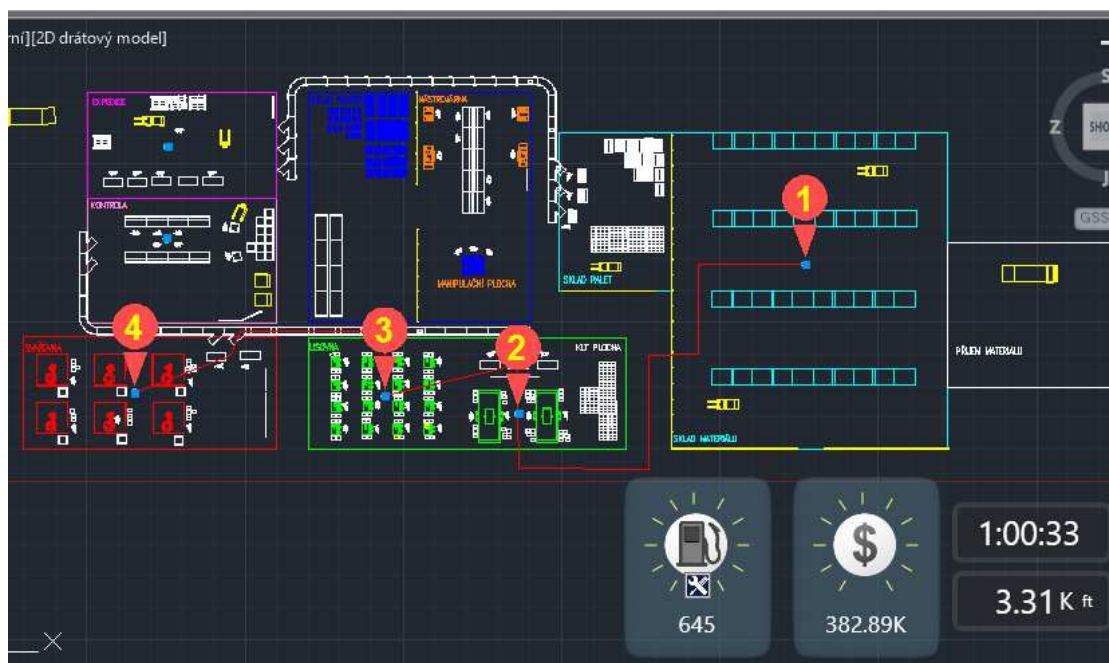 rní][2D drátový model]
EXPEDICE
NÁSTROJÁRNA
S
Z
SHO
J
GSS
1
KONTROLA
SKLAD PALET
MANIPULAČNÍ PLOCHA
PŘÍJEM MATERIÁLU
4
3
2
LISOVNA
KLT PLOCHA
SKLAD MATERIÁLU
$
1:00:33
645
382.89K
3.31 K ft